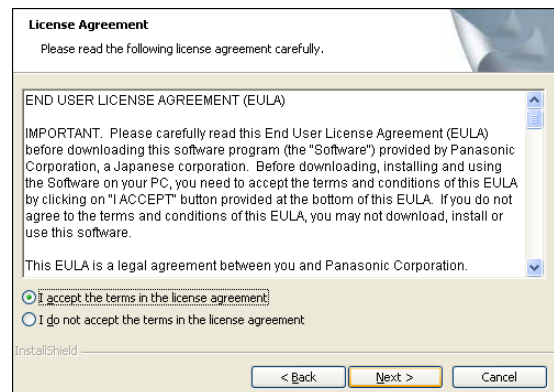 License Agreement
Please read the following license agreement carefully.
END USER LICENSE AGREEMENT (EULA)
IMPORTANT. Please carefully read this End User License Agreement (EULA)
before downloading this software program (the "Software") provided by Panasonic
Corporation, a Japanese corporation. Before downloading, installing and using
the Software on your PC, you need to accept the terms and conditions of this EULA
by clicking on "I ACCEPT" button provided at the bottom of this EULA. If you do not
agree to the terms and conditions of this EULA, you may not download, install or
use this software.
This EULA is a legal agreement between you and Panasonic Corporation.
I accept the terms in the license agreement
I do not accept the terms in the license agreement
InstallShield
< Back Next > Cancel